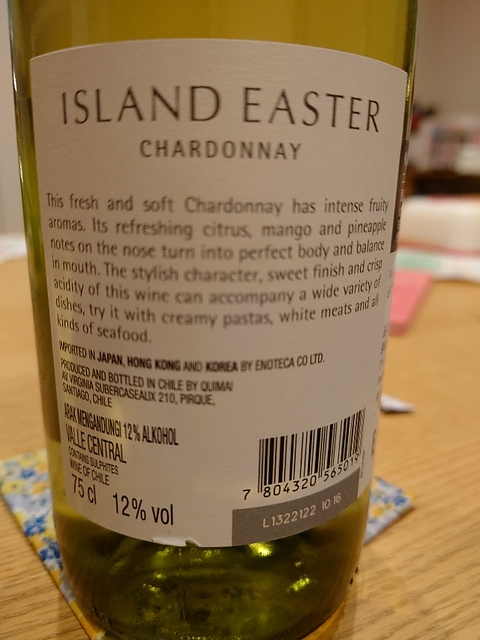 ISLAND EASTER
CHARDONNAY
This fresh and soft Chardonnay has intense fruity
aromas. Its refreshing citrus, mango and pineapple
notes on the nose turn into perfect body and balance
in mouth. The stylish character, sweet finish and crisp
acidity of this wine can accompany a wide variety of
dishes, try it with creamy pastas, white meats and all
kinds of seafood.
IMPORTED IN JAPAN, HONG KONG AND KOREA BY ENOTECA CO LTD.
PRODUCED AND BOTTLED IN CHILE BY QUIMAI
AV. VIRGINIA SUBERCASEAUX 210, PIRQUE,
SANTIAGO, CHILE
ARAK MENGANDUNGI 12% ALKOHOL
VALLE CENTRAL
CONTAINS SULPHITES
WINE OF CHILE
75 cl 12% vol
7 804320 565019
L1322122 10:16